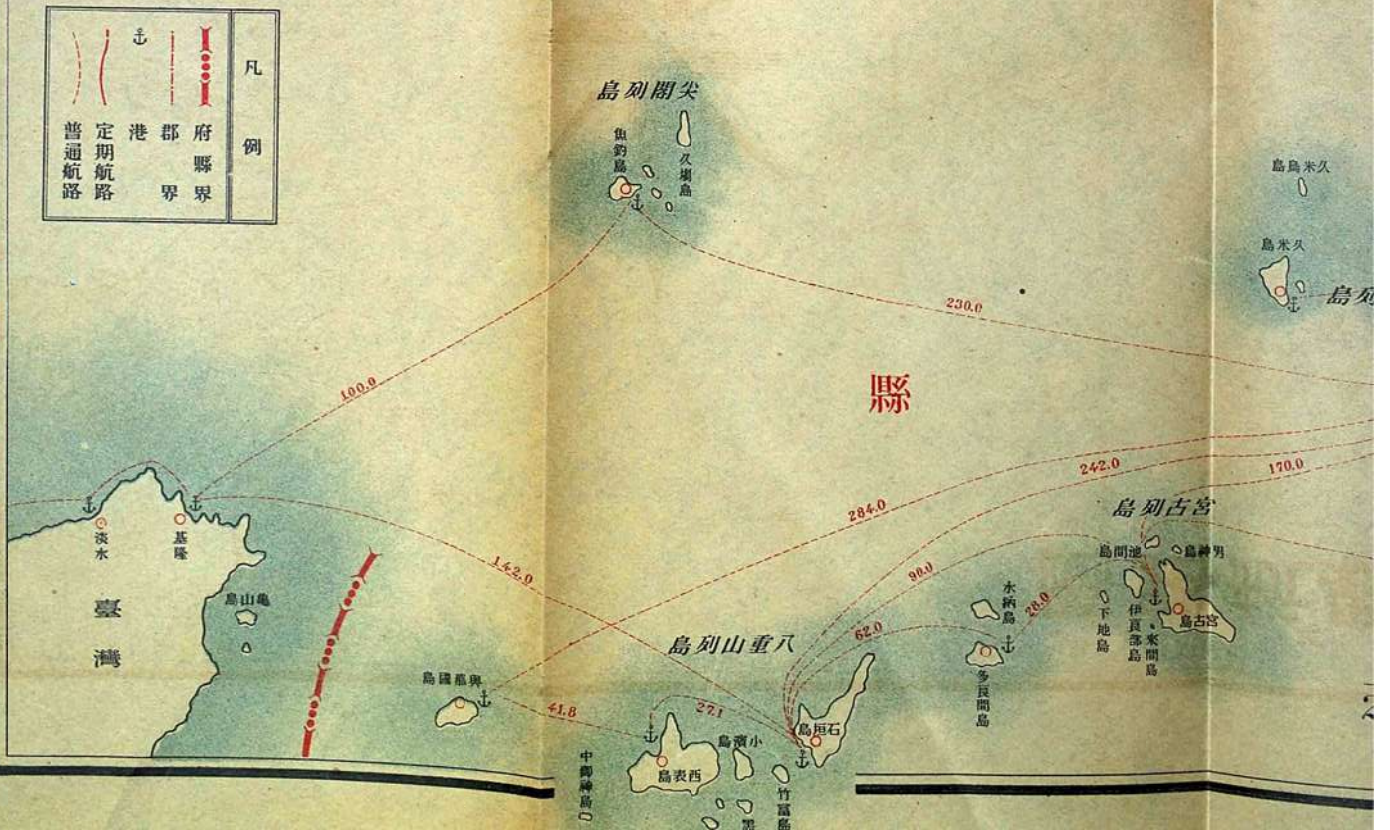 凡例
府縣界
郡界
港
定期航路
普通航路
尖閣列島
魚釣島
久場島
久米鳥島
久米島
島列
230.0
100.0
縣
242.0
170.0
284.0
宮古列島
淡水
基隆
臺灣
亀山島
142.0
90.0
62.0
28.0
水納島
多良間島
池間島
下地島
伊良部島
来間島
宮古島
八重山列島
與那國島
41.8
27.1
石垣島
西表島
小濱島
竹富島
中御神島
黒
2